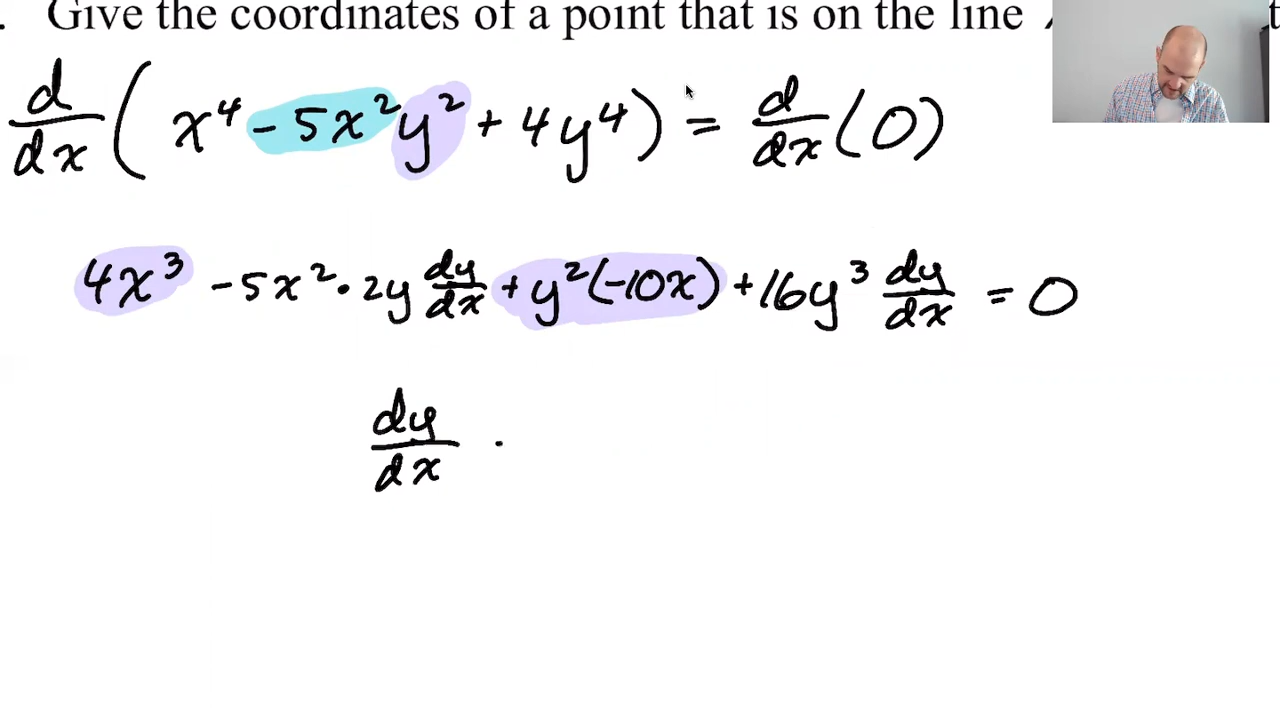 . Give the coordinates of a point that is on the line
d/dx ( x⁴ - 5x²y² + 4y⁴ ) = d/dx (0)
4x³ - 5x² · 2y dy/dx + y²(-10x) + 16y³ dy/dx = 0
dy/dx